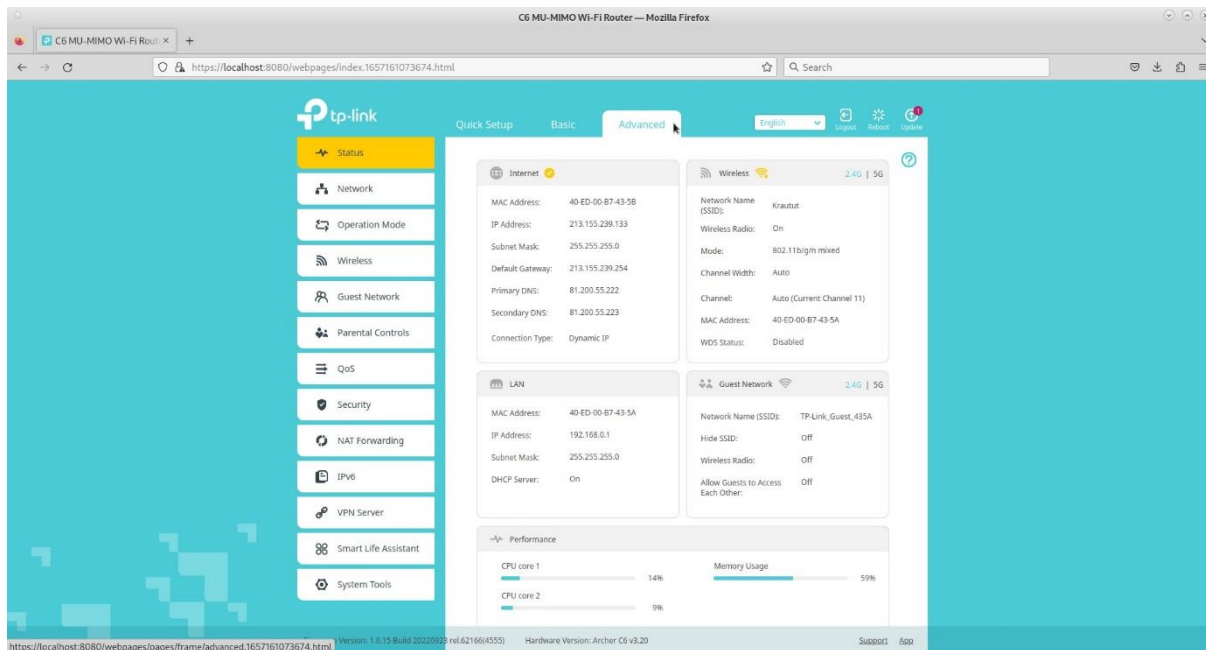 C6 MU-MIMO Wi-Fi Router — Mozilla Firefox
C6 MU-MIMO Wi-Fi Rout
https://localhost:8080/webpages/index.1657161073674.html
Search
tp-link
Quick Setup Basic Advanced
English
Logout Reboot Update
1
Status
Network
Operation Mode
Wireless
Guest Network
Parental Controls
QoS
Security
NAT Forwarding
IPv6
VPN Server
Smart Life Assistant
System Tools
Internet
MAC Address: 40-ED-00-B7-43-5B
IP Address: 213.155.239.133
Subnet Mask: 255.255.255.0
Default Gateway: 213.155.239.254
Primary DNS: 81.200.55.222
Secondary DNS: 81.200.55.223
Connection Type: Dynamic IP
Wireless 2.4G | 5G
Network Name
(SSID): Krautut
Wireless Radio: On
Mode: 802.11b/g/n mixed
Channel Width: Auto
Channel: Auto (Current Channel 11)
MAC Address: 40-ED-00-B7-43-5A
WDS Status: Disabled
LAN
MAC Address: 40-ED-00-B7-43-5A
IP Address: 192.168.0.1
Subnet Mask: 255.255.255.0
DHCP Server: On
Guest Network 2.4G | 5G
Network Name (SSID): TP-Link_Guest_435A
Hide SSID: Off
Wireless Radio: Off
Allow Guests to Access Off
Each Other:
Performance
CPU core 1
14%
CPU core 2
9%
Memory Usage
59%
Version: 1.0.15 Build 20220923 rel.62166(4555) Hardware Version: Archer C6 v3.20 Support App
https://localhost:8080/webpages/pages/frame/advanced.1657161073674.html